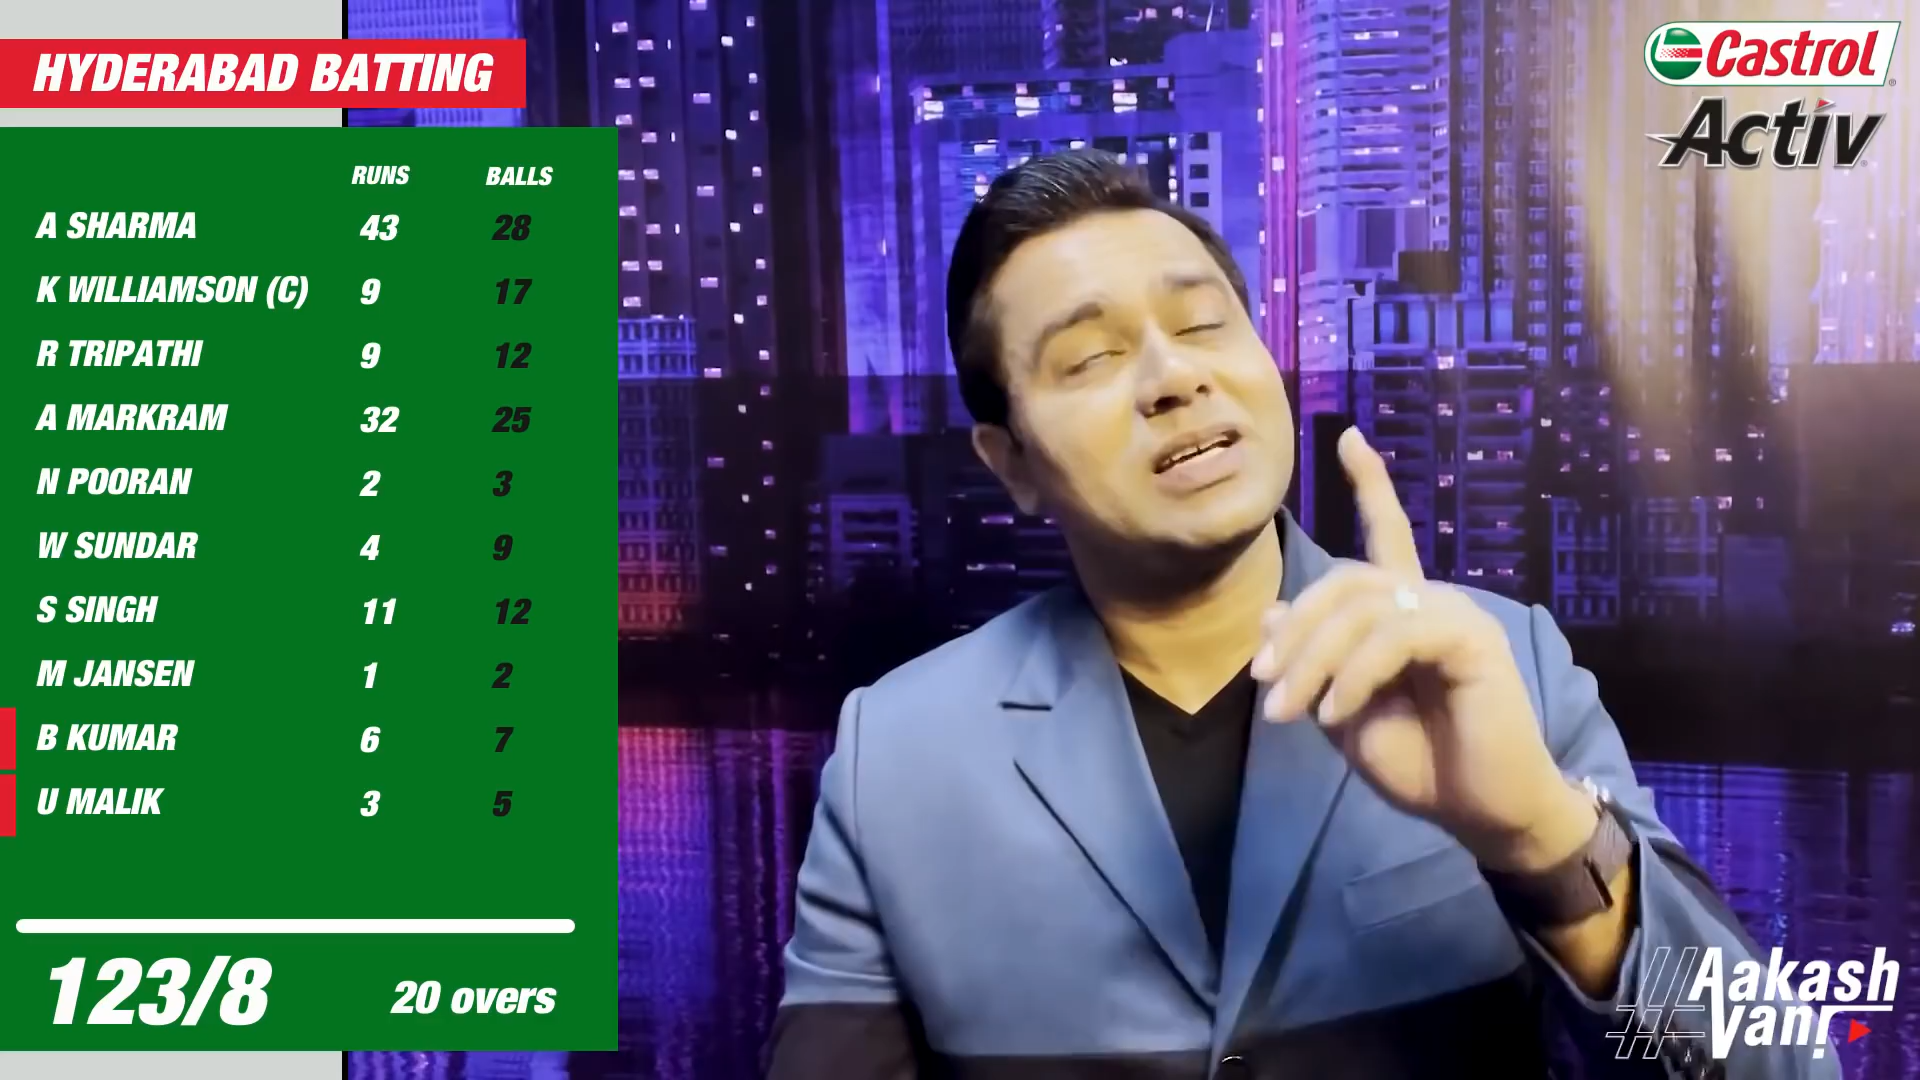 HYDERABAD BATTING
RUNS BALLS
A SHARMA 43 28
K WILLIAMSON (C) 9 17
R TRIPATHI 9 12
A MARKRAM 32 25
N POORAN 2 3
W SUNDAR 4 9
S SINGH 11 12
M JANSEN 1 2
B KUMAR 6 7
U MALIK 3 5
123/8 20 overs
Castrol
Activ
#Aakash
Vani